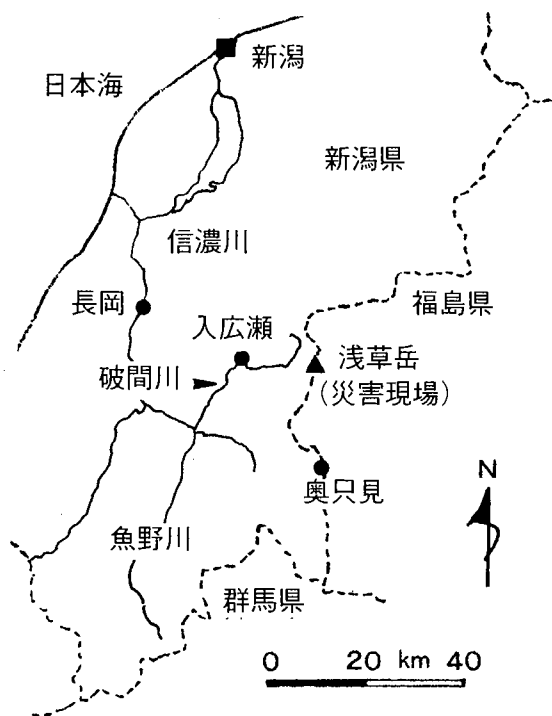 新潟
日本海
新潟県
信濃川
長岡
福島県
入広瀬
浅草岳
(災害現場)
破間川
奥只見
N
魚野川
群馬県
0 20 km 40